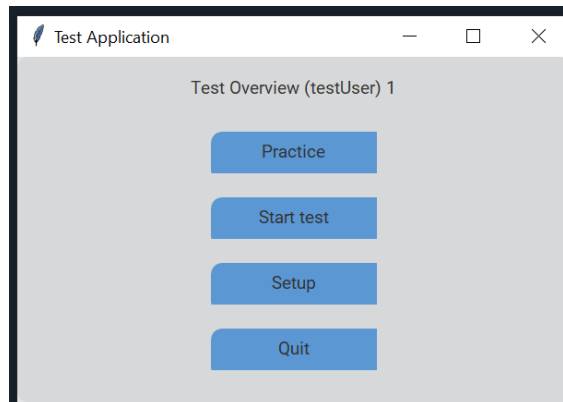 Test Application
Test Overview (testUser) 1
Practice
Start test
Setup
Quit